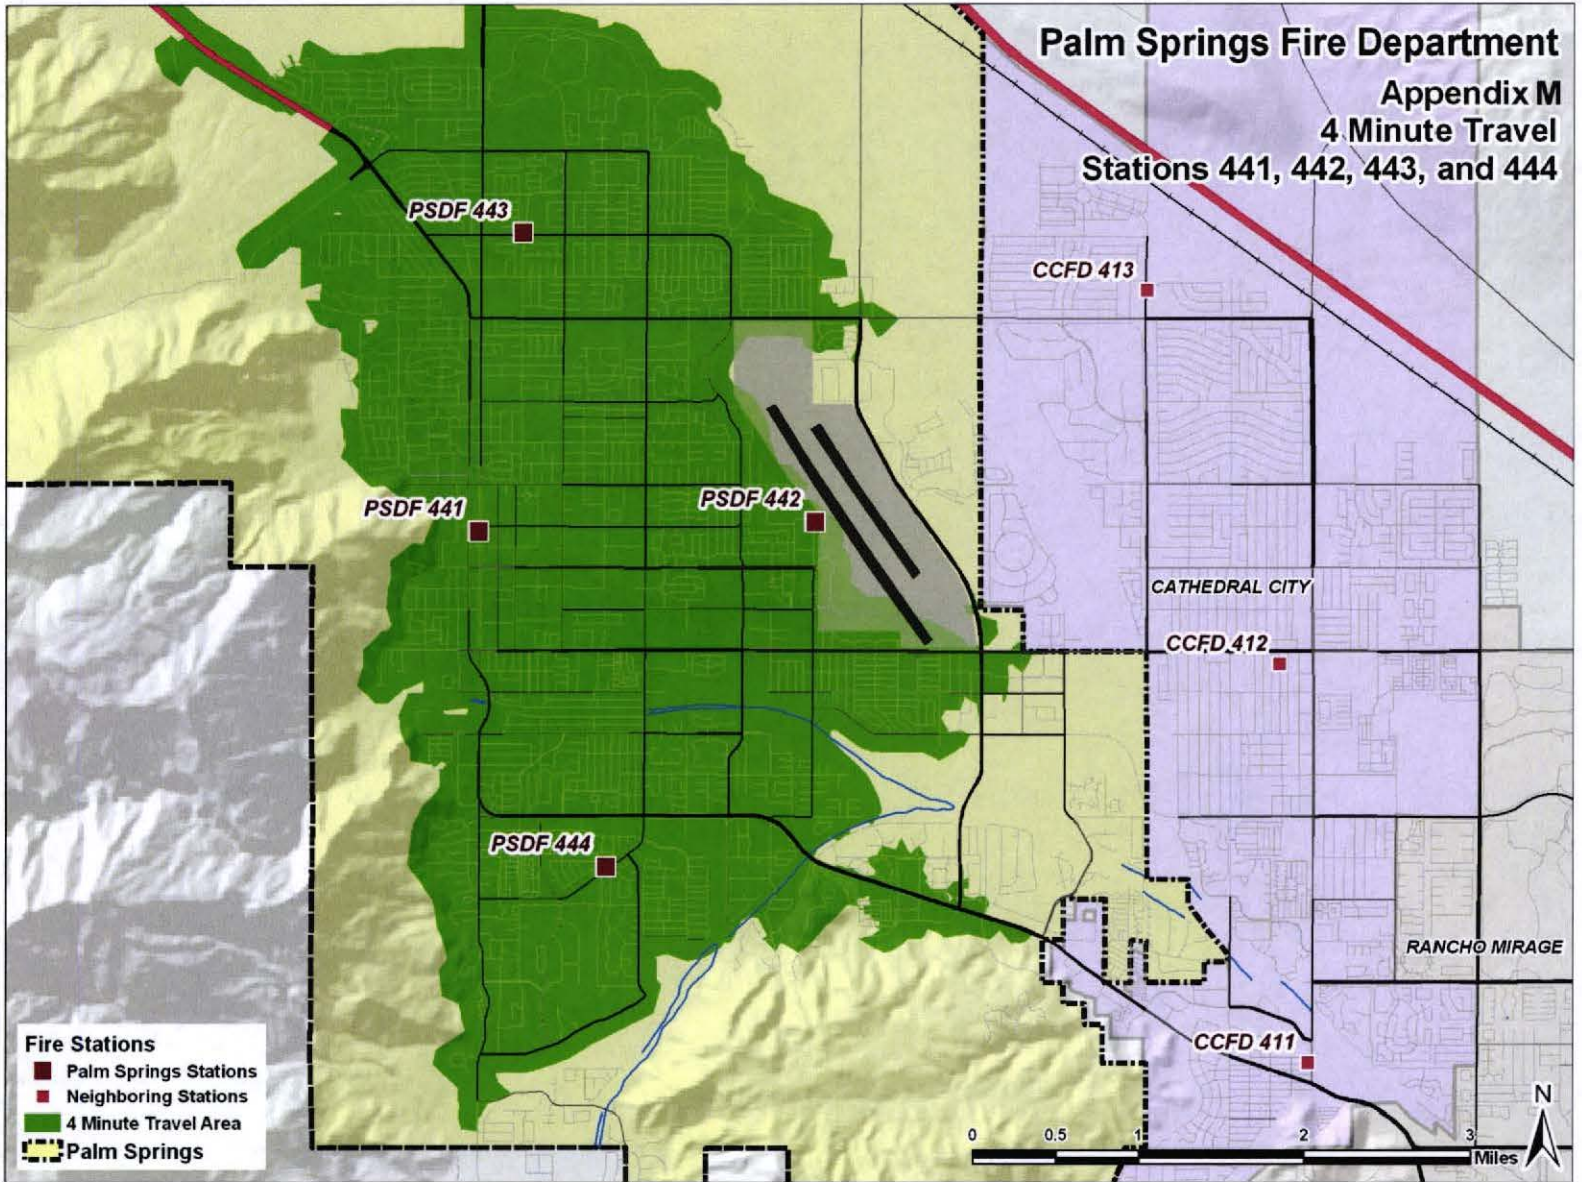 Palm Springs Fire Department
Appendix M
4 Minute Travel
Stations 441, 442, 443, and 444
PSDF 443
CCFD 413
PSDF 441
PSDF 442
CATHEDRAL CITY
CCFD 412
PSDF 444
RANCHO MIRAGE
CCFD 411
Fire Stations
Palm Springs Stations
Neighboring Stations
4 Minute Travel Area
Palm Springs
0 0.5 1 2 3
Miles
N